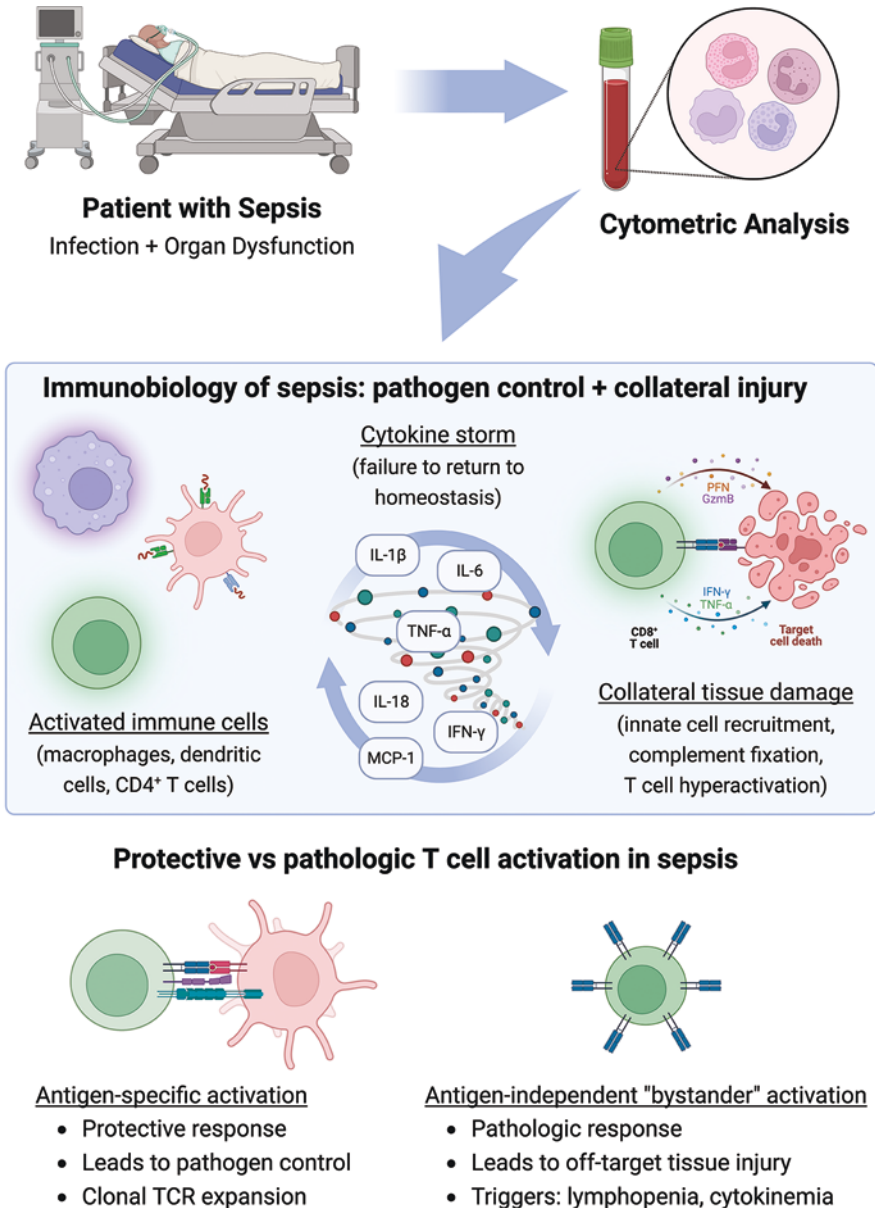 Patient with Sepsis
Infection + Organ Dysfunction
Cytometric Analysis
Immunobiology of sepsis: pathogen control + collateral injury
Activated immune cells
(macrophages, dendritic
cells, CD4⁺ T cells)
Cytokine storm
(failure to return to
homeostasis)
IL-1β
IL-6
TNF-α
IL-18
IFN-γ
MCP-1
PFN
GzmB
IFN-γ
TNF-α
CD8⁺
T cell
Target
cell death
Collateral tissue damage
(innate cell recruitment,
complement fixation,
T cell hyperactivation)
Protective vs pathologic T cell activation in sepsis
Antigen-specific activation
• Protective response
• Leads to pathogen control
• Clonal TCR expansion
Antigen-independent "bystander" activation
• Pathologic response
• Leads to off-target tissue injury
• Triggers: lymphopenia, cytokinemia